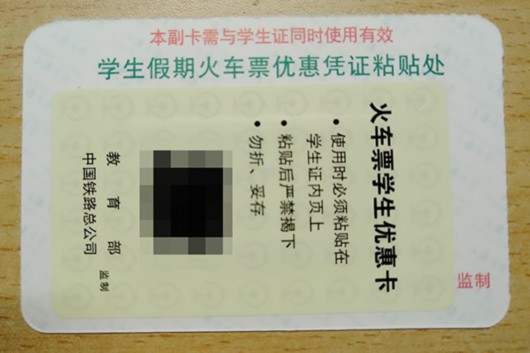 本副卡需与学生证同时使用有效
学生假期火车票优惠凭证粘贴处
火车票学生优惠卡
• 使用时必须粘贴在
学生证内页上
• 粘贴后严禁揭下
• 勿折、妥存
教育部
中国铁路总公司
监制
监制